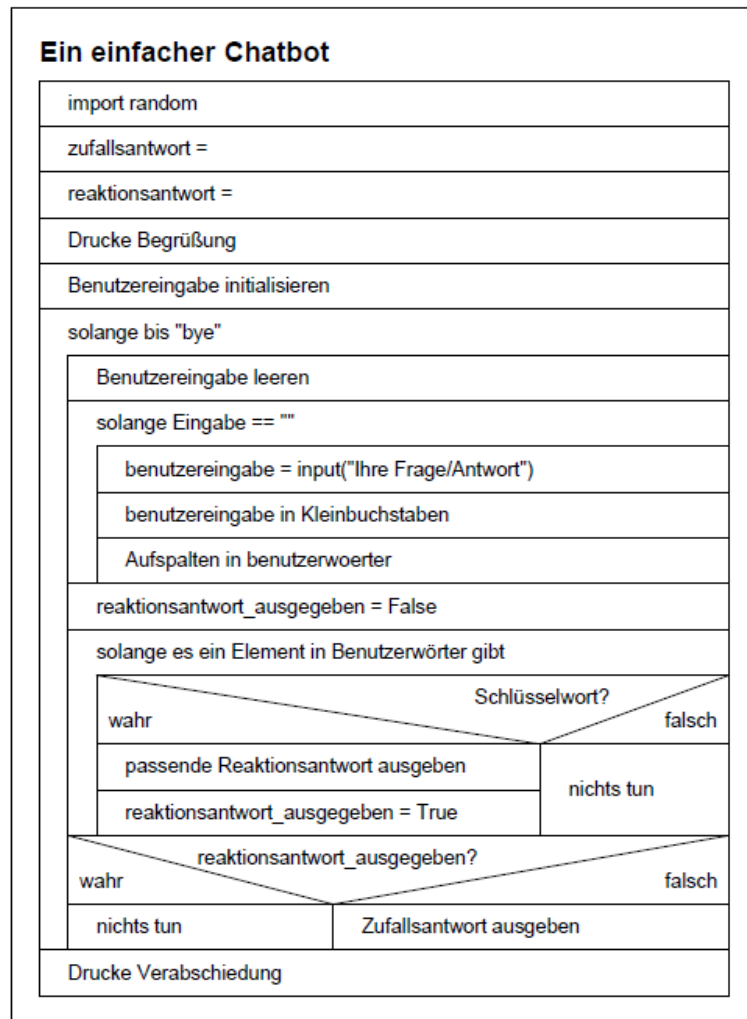 Ein einfacher Chatbot
import random
zufallsantwort =
reaktionsantwort =
Drucke Begrüßung
Benutzereingabe initialisieren
solange bis "bye"
Benutzereingabe leeren
solange Eingabe == ""
benutzereingabe = input("Ihre Frage/Antwort")
benutzereingabe in Kleinbuchstaben
Aufspalten in benutzerwoerter
reaktionsantwort_ausgegeben = False
solange es ein Element in Benutzerwörter gibt
Schlüsselwort?
wahr falsch
passende Reaktionsantwort ausgeben
nichts tun
reaktionsantwort_ausgegeben = True
reaktionsantwort_ausgegeben?
wahr falsch
nichts tun Zufallsantwort ausgeben
Drucke Verabschiedung